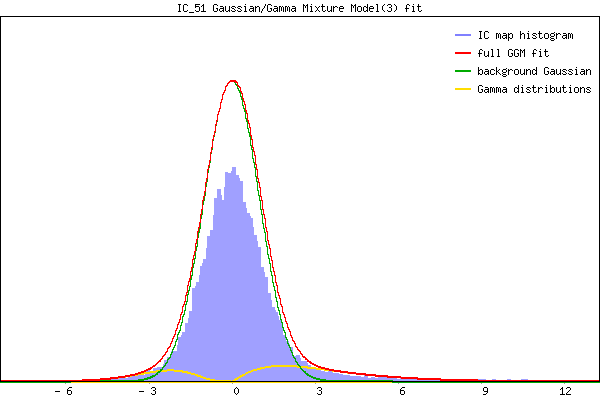 IC_51 Gaussian/Gamma Mixture Model(3) fit
IC map histogram
full GGM fit
background Gaussian
Gamma distributions
-6 -3 0 3 6 9 12